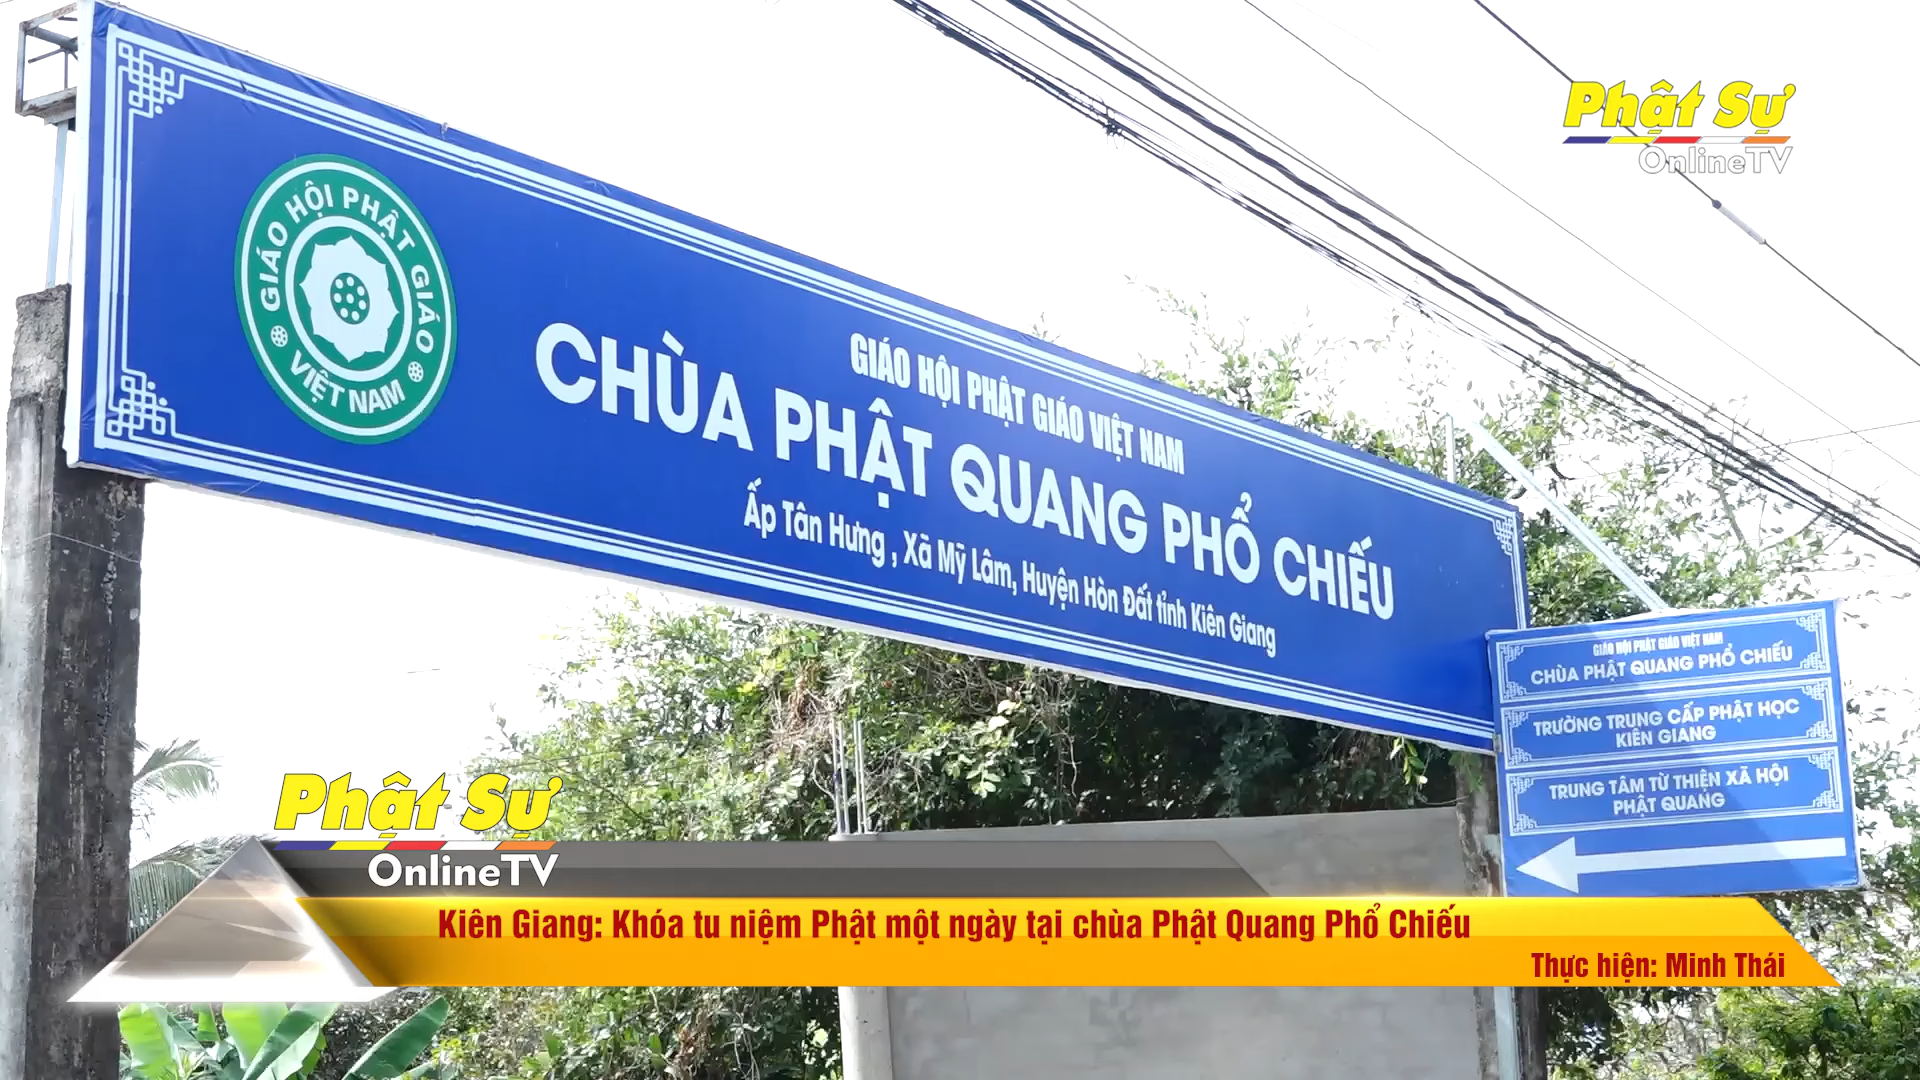 Phật Sự
OnlineTV
GIÁO HỘI PHẬT GIÁO
VIỆT NAM
GIÁO HỘI PHẬT GIÁO VIỆT NAM
CHÙA PHẬT QUANG PHỔ CHIẾU
Ấp Tân Hưng , Xã Mỹ Lâm, Huyện Hòn Đất tỉnh Kiên Giang
GIÁO HỘI PHẬT GIÁO VIỆT NAM
CHÙA PHẬT QUANG PHỔ CHIẾU
TRƯỜNG TRUNG CẤP PHẬT HỌC
KIÊN GIANG
TRUNG TÂM TỪ THIỆN XÃ HỘI
PHẬT QUANG
Phật Sự
OnlineTV
Kiên Giang: Khóa tu niệm Phật một ngày tại chùa Phật Quang Phổ Chiếu
Thực hiện: Minh Thái